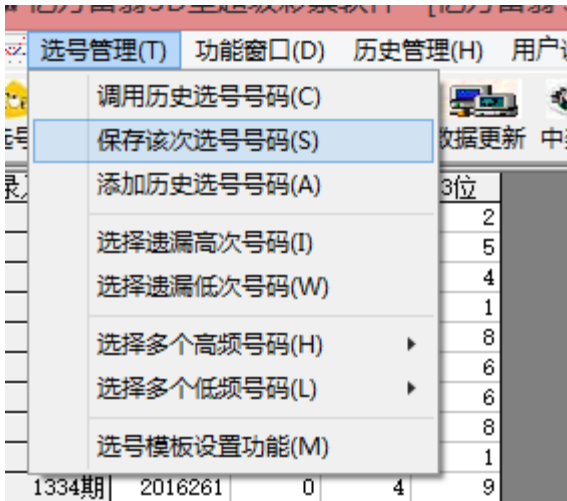 选号管理(T) 功能窗口(D) 历史管理(H) 用户
调用历史选号号码(C)
保存该次选号号码(S)
数据更新 中
添加历史选号号码(A)
3位
2
选择遗漏高次号码(I)
5
选择遗漏低次号码(W)
4
1
选择多个高频号码(H)
8
6
选择多个低频号码(L)
6
8
选号模板设置功能(M)
1
1334期 2016261 0 4 9